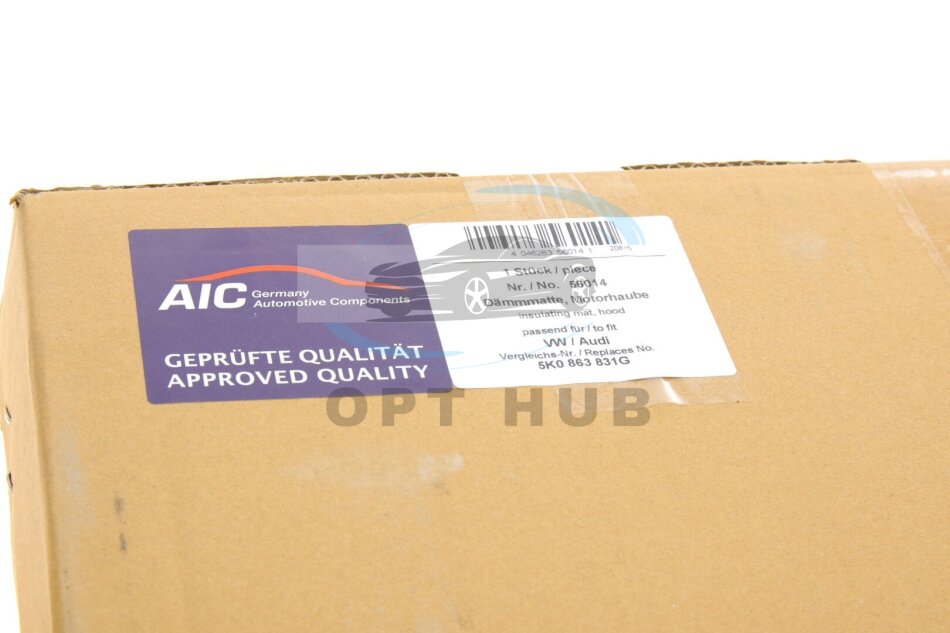 AIC Germany
Automotive Components
GEPRÜFTE QUALITÄT
APPROVED QUALITY
4 046283 56014 1 20815
1 Stück / piece
Nr. / No. 56014
Dämmmatte, Motorhaube
insulating mat, hood
passend für / to fit
VW / Audi
Vergleichs-Nr. / Replaces No.
5K0 863 831G
OPT HUB